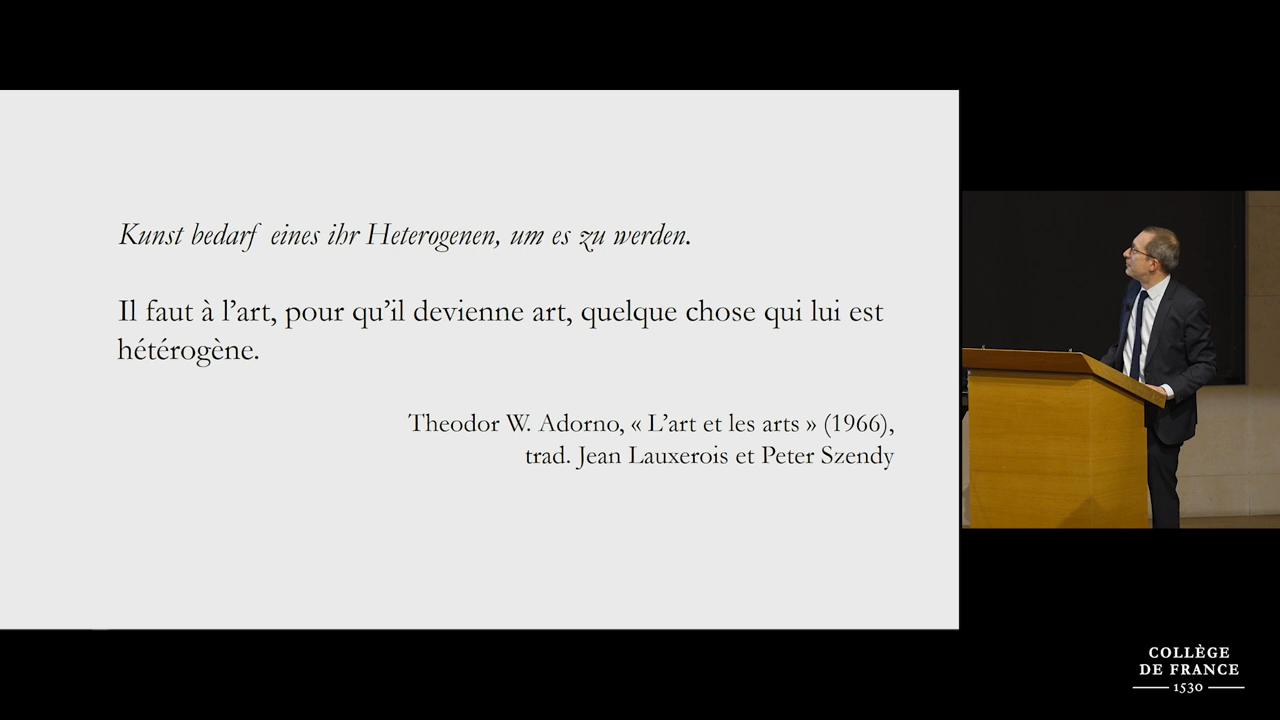 Kunst bedarf eines ihr Heterogenen, um es zu werden.
Il faut à l’art, pour qu’il devienne art, quelque chose qui lui est
hétérogène.
Theodor W. Adorno, « L’art et les arts » (1966),
trad. Jean Lauxerois et Peter Szendy
COLLÈGE
DE FRANCE
1530